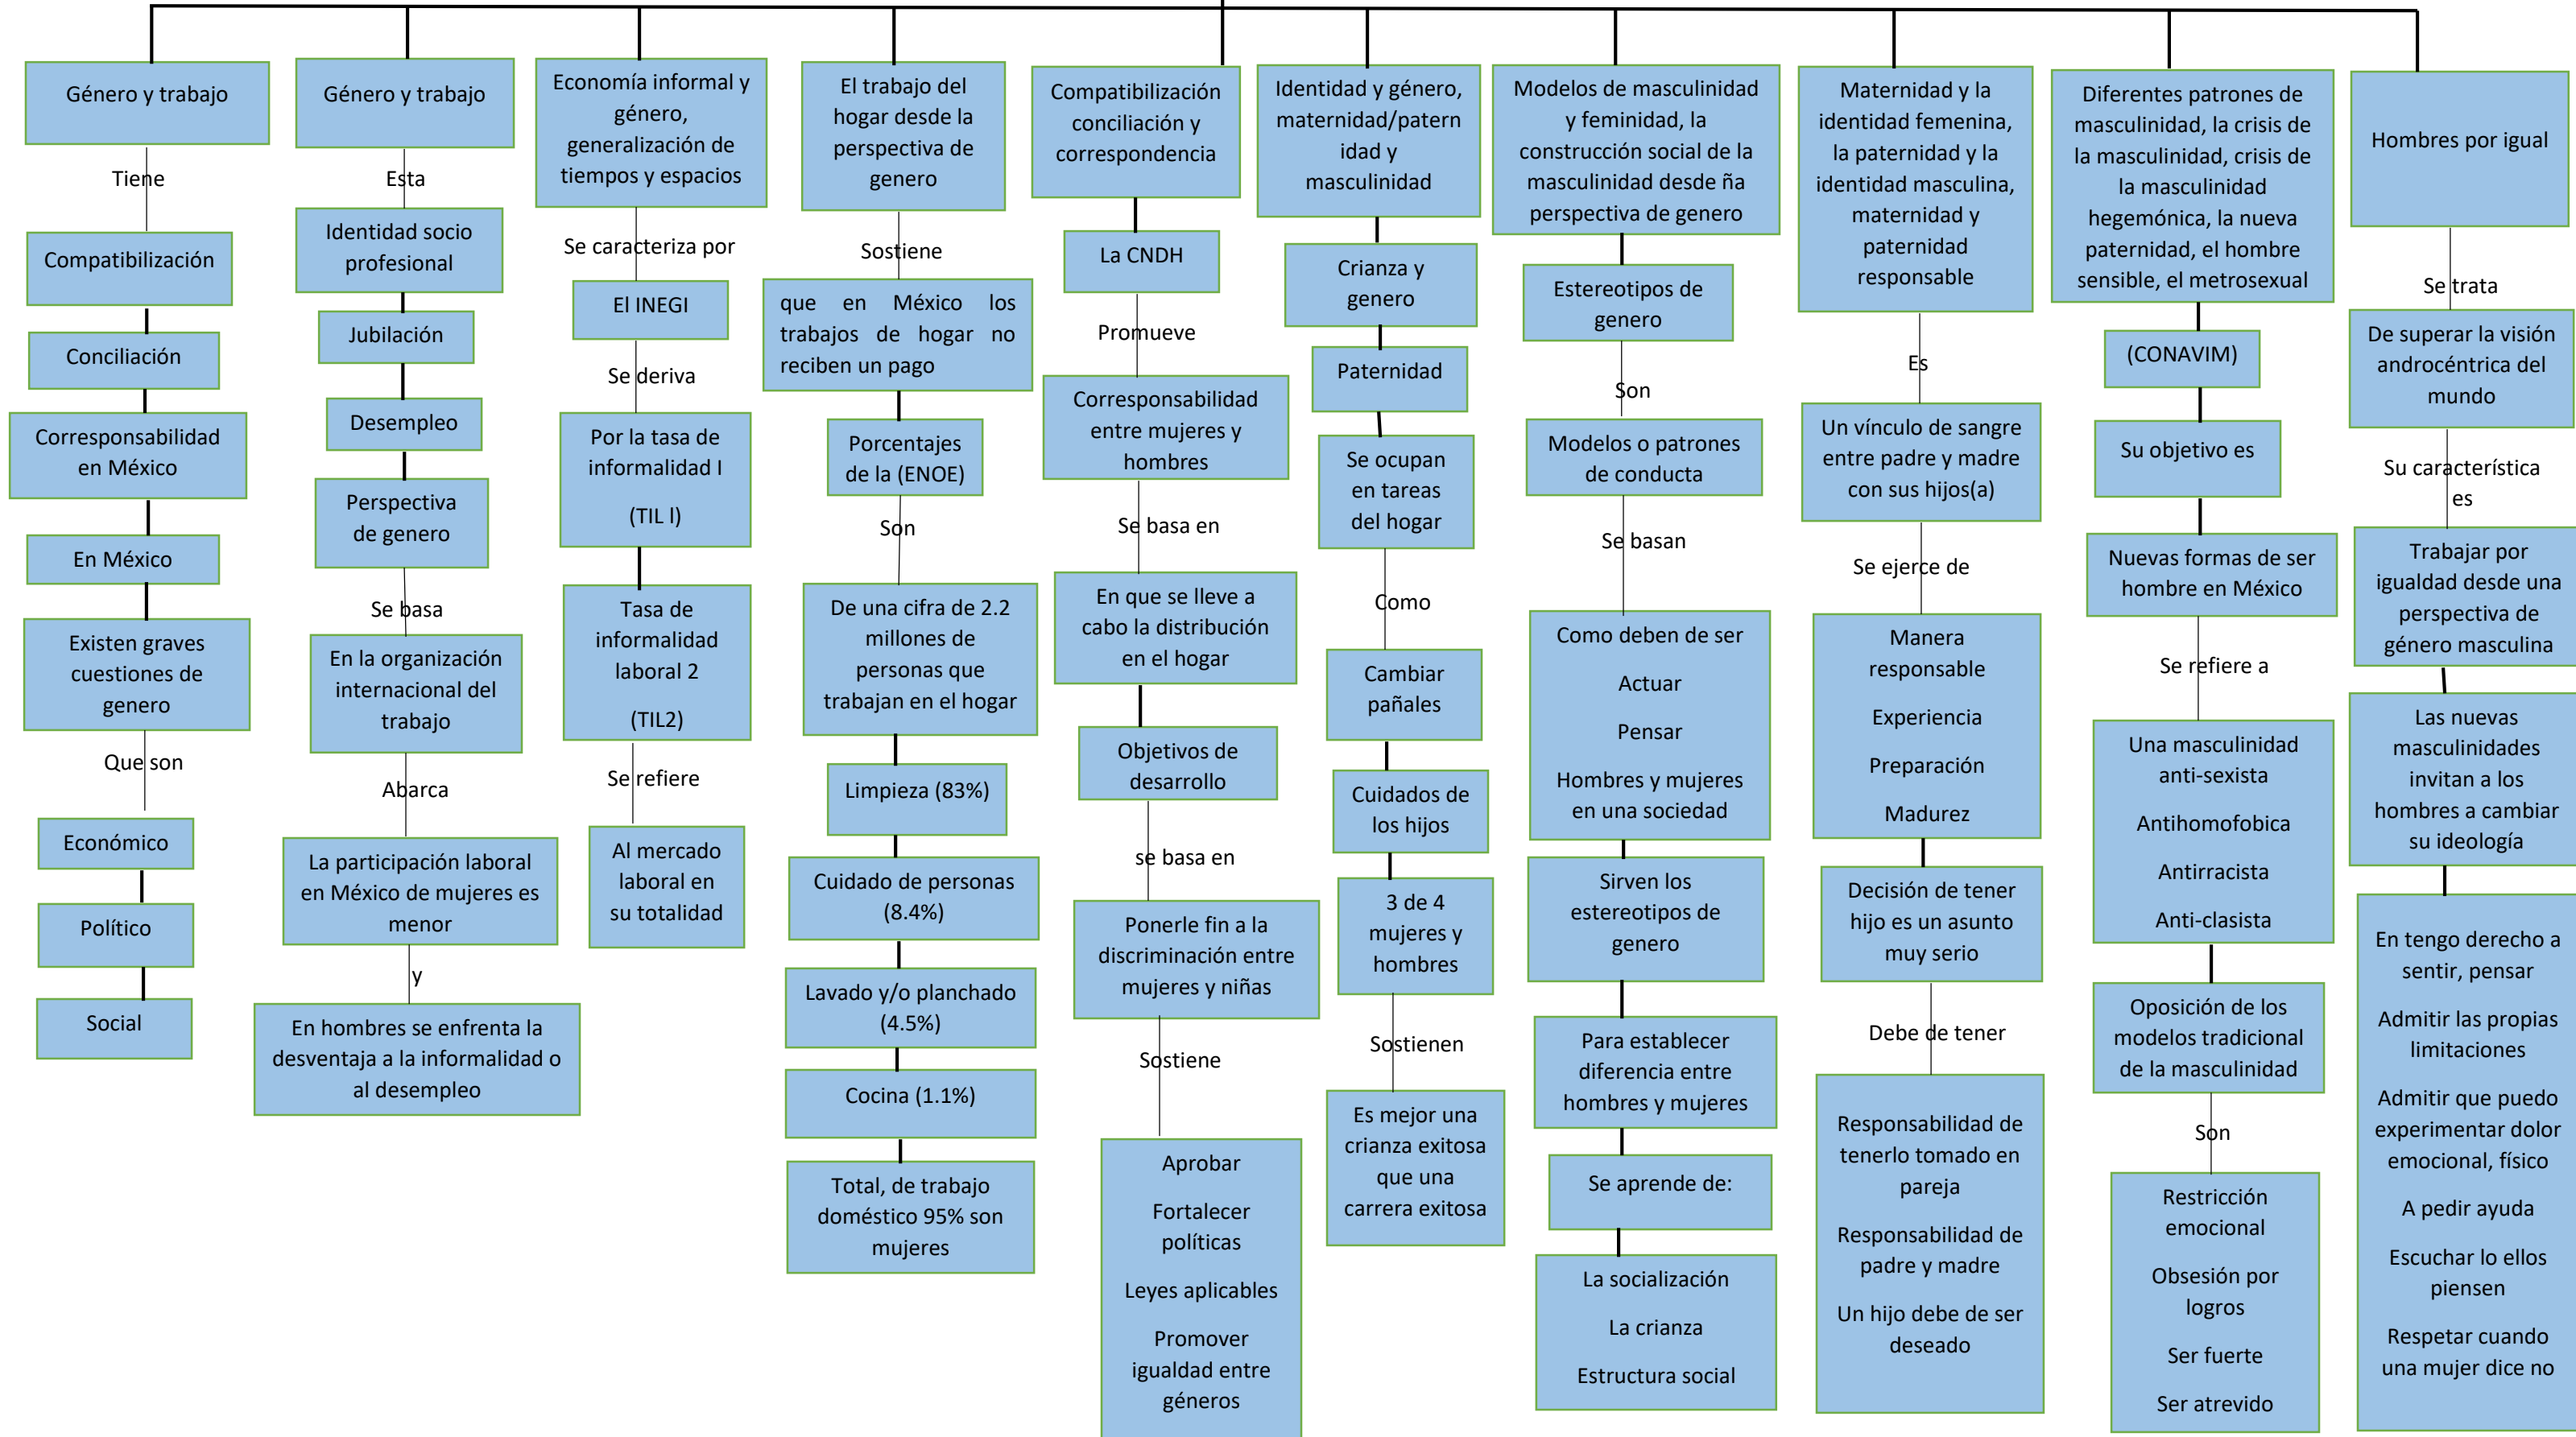 Género y trabajo
Tiene
Compatibilización
Conciliación
Corresponsabilidad
en México
En México
Existen graves
cuestiones de
genero
Que son
Económico
Político
Social
Género y trabajo
Esta
Identidad socio
profesional
Jubilación
Desempleo
Perspectiva
de genero
Se basa
En la organización
internacional del
trabajo
Abarca
La participación laboral
en México de mujeres es
menor
y
En hombres se enfrenta la
desventaja a la informalidad o
al desempleo
Economía informal y
género,
generalización de
tiempos y espacios
Se caracteriza por
El INEGI
Se deriva
Por la tasa de
informalidad I
(TIL l)
Tasa de
informalidad
laboral 2
(TIL2)
Se refiere
Al mercado
laboral en
su totalidad
El trabajo del
hogar desde la
perspectiva de
genero
Sostiene
que en México los
trabajos de hogar no
reciben un pago
Porcentajes
de la (ENOE)
Son
De una cifra de 2.2
millones de
personas que
trabajan en el hogar
Limpieza (83%)
Cuidado de personas
(8.4%)
Lavado y/o planchado
(4.5%)
Cocina (1.1%)
Total, de trabajo
doméstico 95% son
mujeres
Compatibilización
conciliación y
correspondencia
La CNDH
Promueve
Corresponsabilidad
entre mujeres y
hombres
Se basa en
En que se lleve a
cabo la distribución
en el hogar
Objetivos de
desarrollo
se basa en
Ponerle fin a la
discriminación entre
mujeres y niñas
Sostiene
Aprobar
Fortalecer
políticas
Leyes aplicables
Promover
igualdad entre
géneros
Identidad y género,
maternidad/patern
idad y
masculinidad
Crianza y
genero
Paternidad
Se ocupan
en tareas
del hogar
Como
Cambiar
pañales
Cuidados de
los hijos
3 de 4
mujeres y
hombres
Sostienen
Es mejor una
crianza exitosa
que una
carrera exitosa
Modelos de masculinidad
y feminidad, la
construcción social de la
masculinidad desde ña
perspectiva de genero
Estereotipos de
genero
Son
Modelos o patrones
de conducta
Se basan
Como deben de ser
Actuar
Pensar
Hombres y mujeres
en una sociedad
Sirven los
estereotipos de
genero
Para establecer
diferencia entre
hombres y mujeres
Se aprende de:
La socialización
La crianza
Estructura social
Maternidad y la
identidad femenina,
la paternidad y la
identidad masculina,
maternidad y
paternidad
responsable
Es
Un vínculo de sangre
entre padre y madre
con sus hijos(a)
Se ejerce de
Manera
responsable
Experiencia
Preparación
Madurez
Decisión de tener
hijo es un asunto
muy serio
Debe de tener
Responsabilidad de
tenerlo tomado en
pareja
Responsabilidad de
padre y madre
Un hijo debe de ser
deseado
Diferentes patrones de
masculinidad, la crisis de
la masculinidad, crisis de
la masculinidad
hegemónica, la nueva
paternidad, el hombre
sensible, el metrosexual
(CONAVIM)
Su objetivo es
Nuevas formas de ser
hombre en México
Se refiere a
Una masculinidad
anti-sexista
Antihomofobica
Antirracista
Anti-clasista
Oposición de los
modelos tradicional
de la masculinidad
Son
Restricción
emocional
Obsesión por
logros
Ser fuerte
Ser atrevido
Hombres por igual
Se trata
De superar la visión
androcéntrica del
mundo
Su característica
es
Trabajar por
igualdad desde una
perspectiva de
género masculina
Las nuevas
masculinidades
invitan a los
hombres a cambiar
su ideología
En tengo derecho a
sentir, pensar
Admitir las propias
limitaciones
Admitir que puedo
experimentar dolor
emocional, físico
A pedir ayuda
Escuchar lo ellos
piensen
Respetar cuando
una mujer dice no